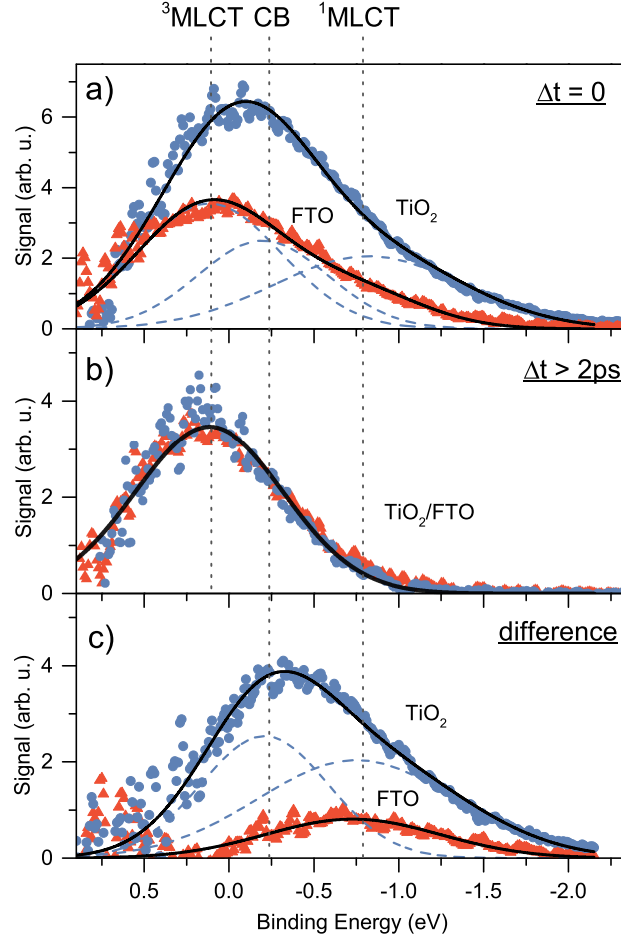 ³MLCT CB ¹MLCT
a)
Δt = 0
6
4
2
0
Signal (arb. u.)
FTO
TiO₂
b)
Δt > 2ps
4
2
0
Signal (arb. u.)
TiO₂/FTO
c)
difference
4
2
0
Signal (arb. u.)
TiO₂
FTO
0.5 0.0 -0.5 -1.0 -1.5 -2.0
Binding Energy (eV)